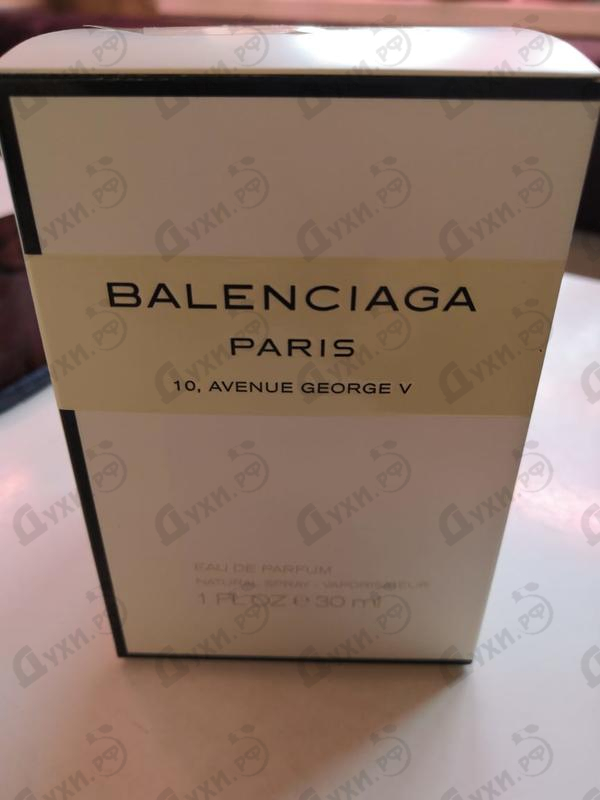 BALENCIAGA
PARIS
10, AVENUE GEORGE V
EAU DE PARFUM
NATURAL SPRAY - VAPORISATEUR
1 FL OZ e 30 ml
Духи.рф